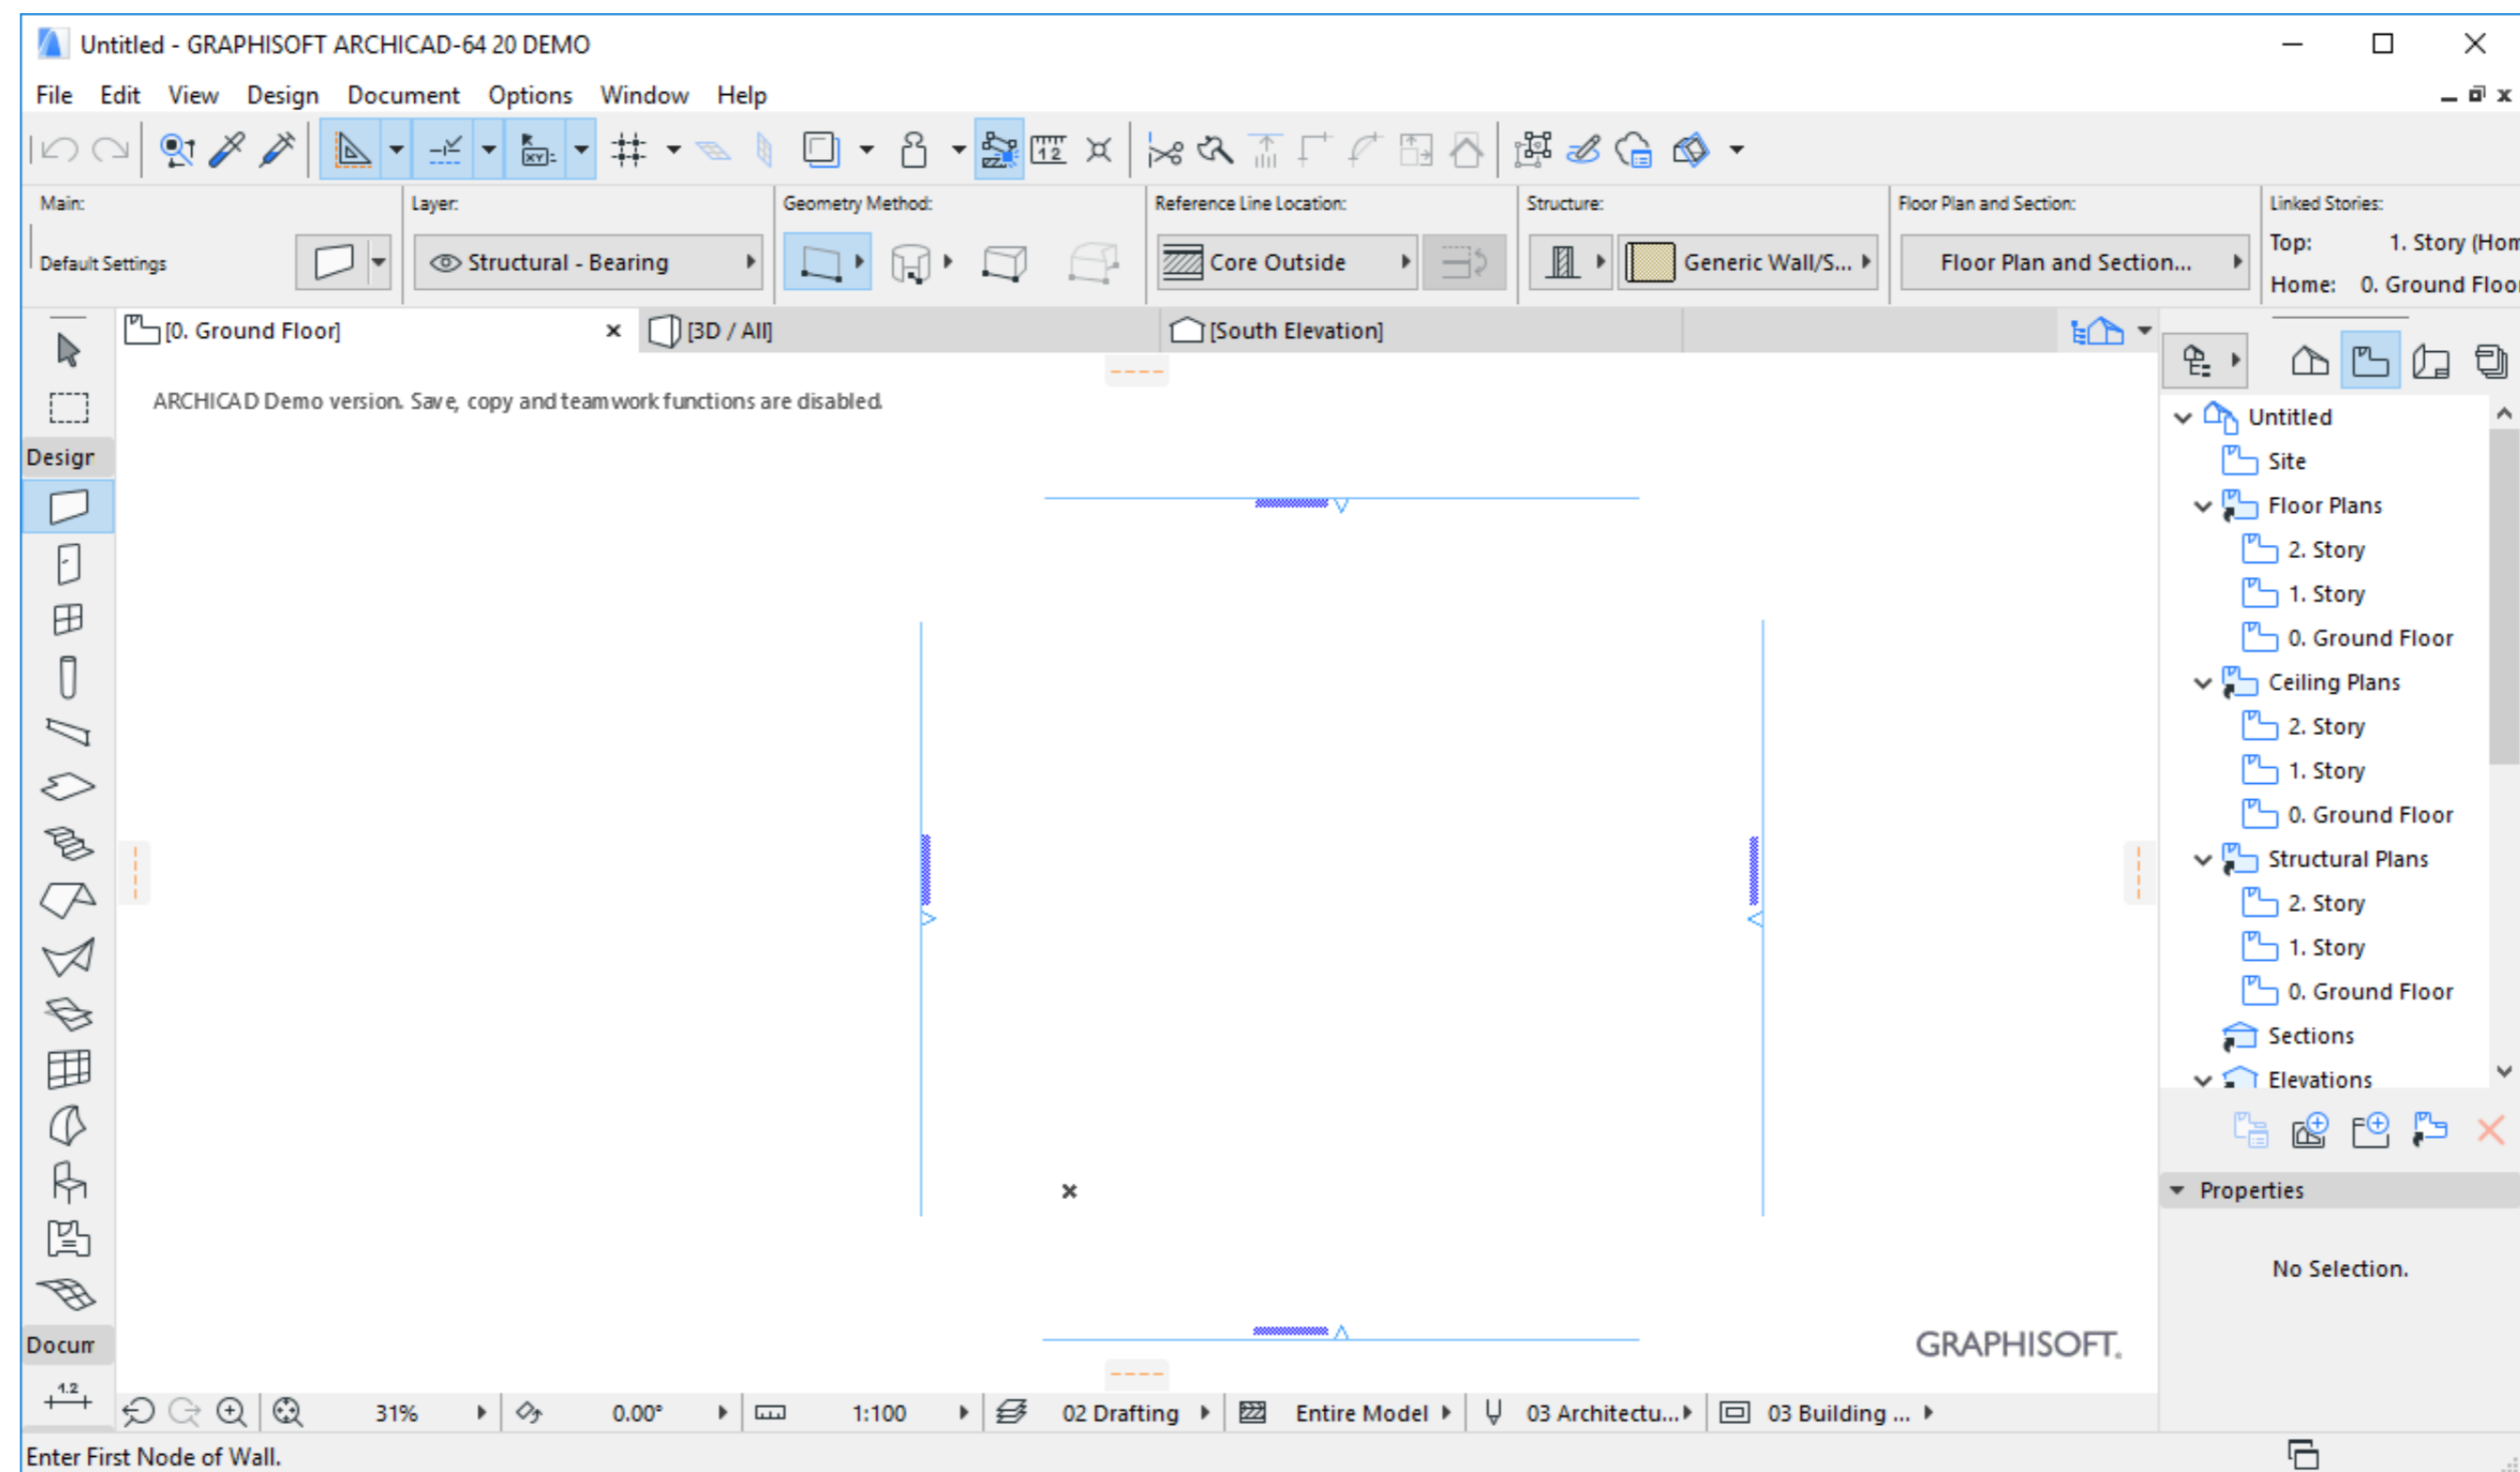 Untitled - GRAPHISOFT ARCHICAD-64 20 DEMO
File Edit View Design Document Options Window Help
Main: Layer: Geometry Method: Reference Line Location: Structure: Floor Plan and Section: Linked Stories:
Default Settings Structural - Bearing Core Outside Generic Wall/S... Floor Plan and Section...
Top: 1. Story (Hom
Home: 0. Ground Floor
[0. Ground Floor] [3D / All] [South Elevation]
ARCHICAD Demo version. Save, copy and teamwork functions are disabled.
Design
Docum
1.2
Untitled
Site
Floor Plans
2. Story
1. Story
0. Ground Floor
Ceiling Plans
2. Story
1. Story
0. Ground Floor
Structural Plans
2. Story
1. Story
0. Ground Floor
Sections
Elevations
Properties
No Selection.
GRAPHISOFT.
31% 0.00° 1:100 02 Drafting Entire Model 03 Architectu... 03 Building ...
Enter First Node of Wall.